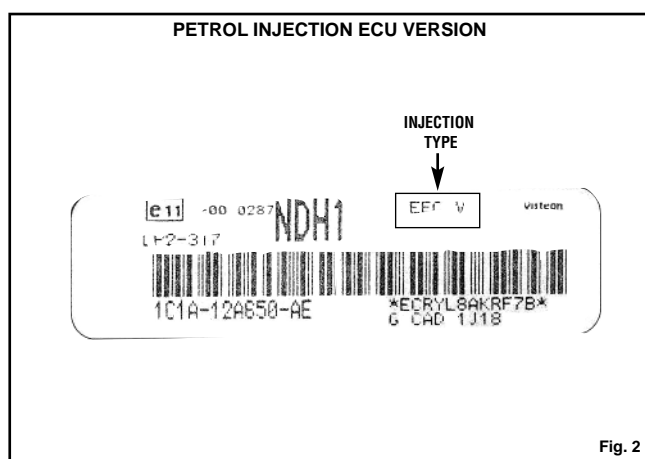 PETROL INJECTION ECU VERSION
INJECTION
TYPE
e11 -00 0287 NDH1 Visteon
1C1A-12A650-AE *ECRYL8AKRF7B*
G CAD 1J18
Fig. 2